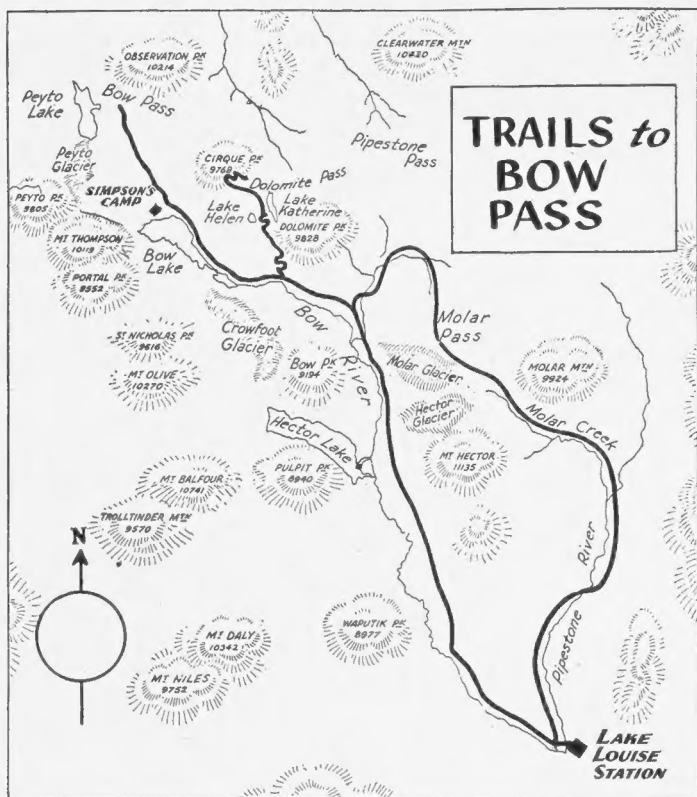 OBSERVATION PK
10214
CLEARWATER MTN
10420
Peyto
Lake
Bow Pass
TRAILS to
BOW
PASS
Pipestone
Pass
Peyto
Glacier
CIRQUE PK
9768
Dolomite Pass
SIMPSON'S
CAMP
Lake
Helen
Lake
Katherine
PEYTO PK
9805
DOLOMITE PK
9828
MT THOMPSON
10119
Bow
Lake
PORTAL PK
9552
Bow
River
Crowfoot
Glacier
Molar
Pass
ST NICHOLAS PK
9616
Bow PK
9194
Molar Glacier
MOLAR MTN
9924
MT OLIVE
10270
Hector
Glacier
Molar Creek
Hector Lake
MT HECTOR
11135
MT BALFOUR
10741
PULPIT PK
8940
TROLLTINDER MTN
9570
N
River
Pipestone
WAPUTIK PK
8977
MT DALY
10342
MT NILES
9752
LAKE
LOUISE
STATION